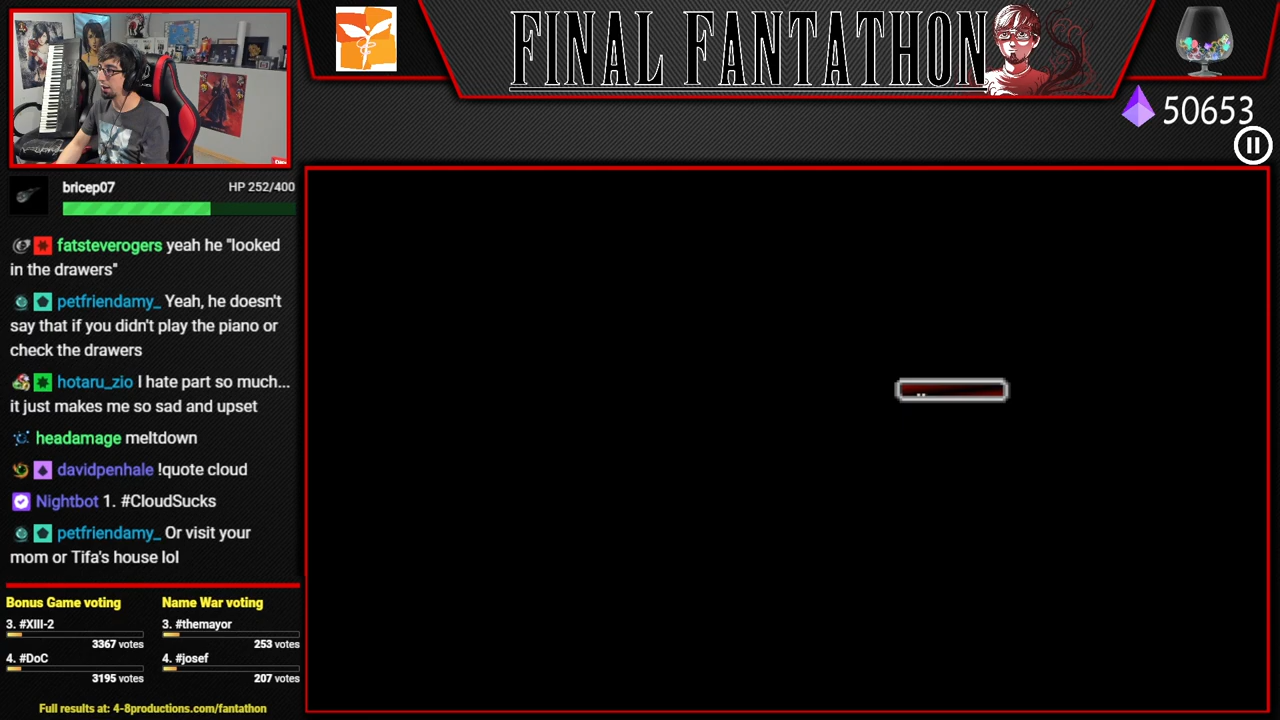 FINAL FANTATHON
50653
bricep07
HP 252/400
fatsteverogers yeah he "looked
in the drawers"
petfriendamy_ Yeah, he doesn't
say that if you didn't play the piano or
check the drawers
hotaru_zio I hate part so much...
it just makes me so sad and upset
headamage meltdown
davidpenhale !quote cloud
Nightbot 1. #CloudSucks
petfriendamy_ Or visit your
mom or Tifa's house lol
Bonus Game voting
3. #XIII-2
3367 votes
4. #DoC
3195 votes
Name War voting
3. #themayor
253 votes
4. #josef
207 votes
Full results at: 4-8productions.com/fantathon